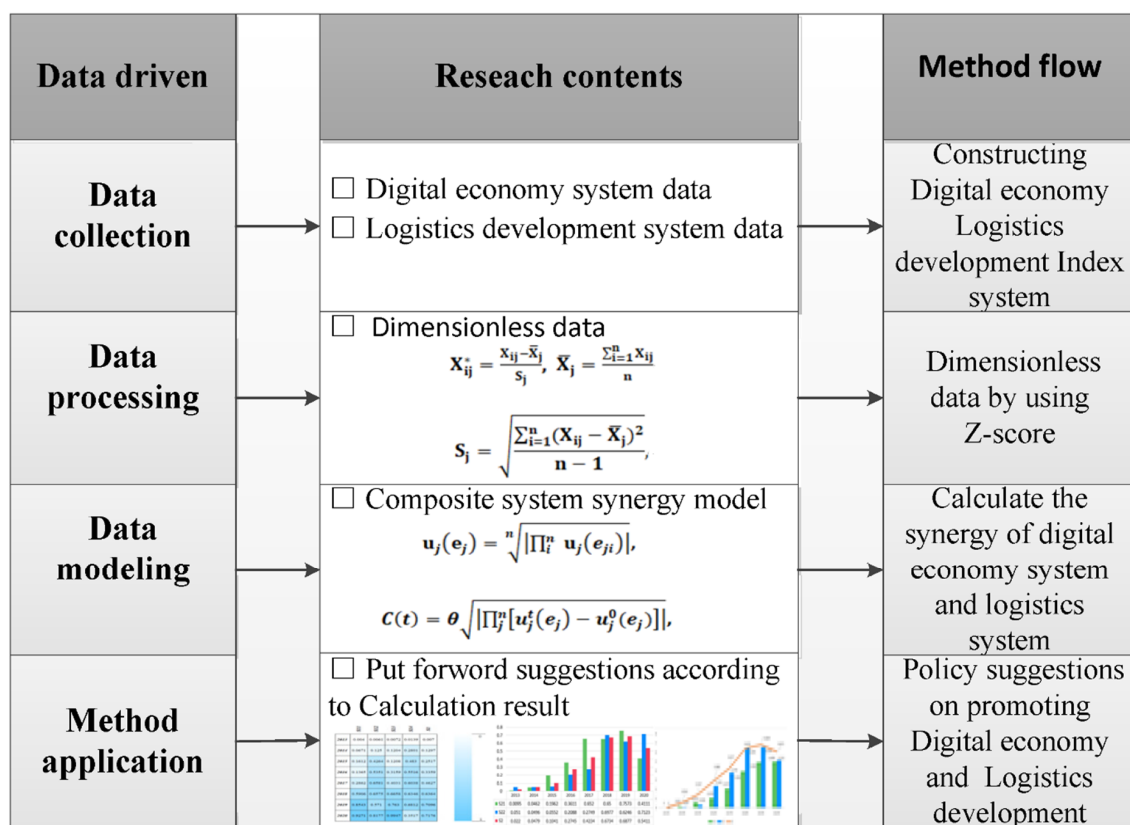 Data driven
Reseach contents
Method flow
Data
collection
☐ Digital economy system data
☐ Logistics development system data
Constructing
Digital economy
Logistics
development Index
system
Data
processing
☐ Dimensionless data
X*ij = (Xij−X̄j)/Sj, X̄j = (∑ⁿi=1 Xij)/n
Sj = √(∑ⁿi=1(Xij − X̄j)²/(n − 1)),
Dimensionless
data by using
Z-score
Data
modeling
☐ Composite system synergy model
uj(ej) = ⁿ√|∏ⁿi uj(eji)|,
C(t) = θ√|∏ⁿj[uᵗj(ej) − u⁰j(ej)]|,
Calculate the
synergy of digital
economy system
and logistics
system
Method
application
☐ Put forword suggestions according
to Calculation result
Policy suggestions
on promoting
Digital economy
and Logistics
development